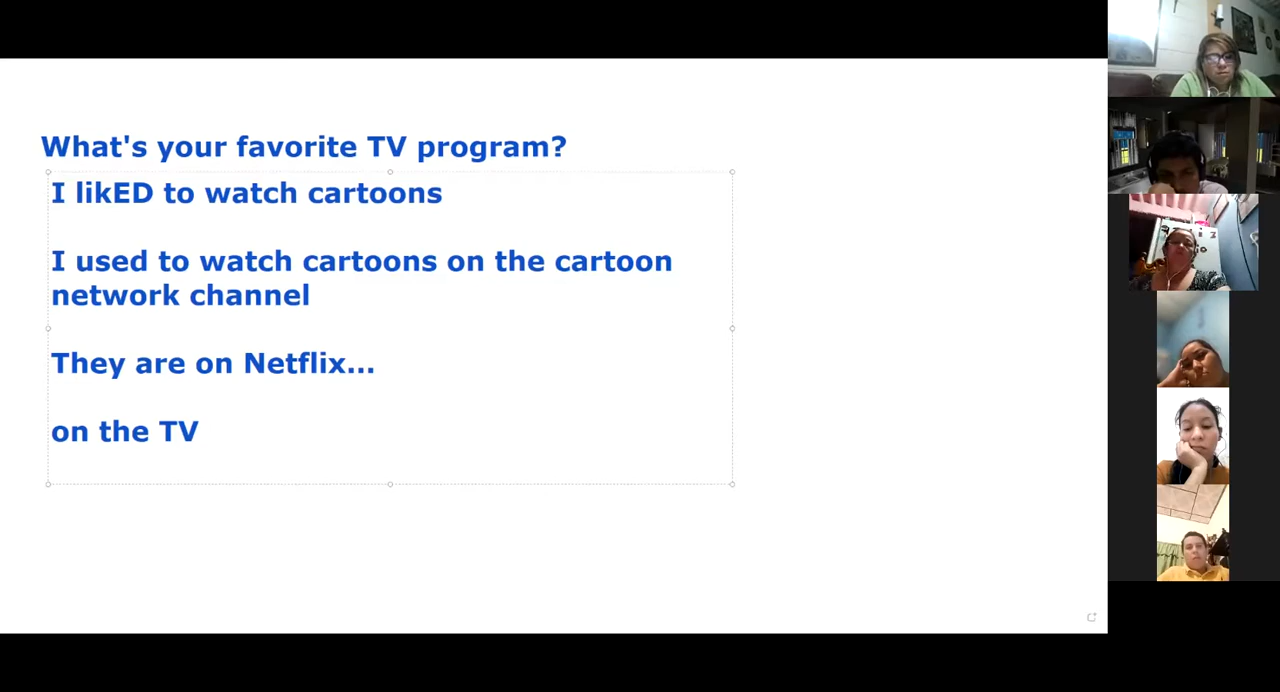 What's your favorite TV program?
I likED to watch cartoons
I used to watch cartoons on the cartoon
network channel
They are on Netflix...
on the TV